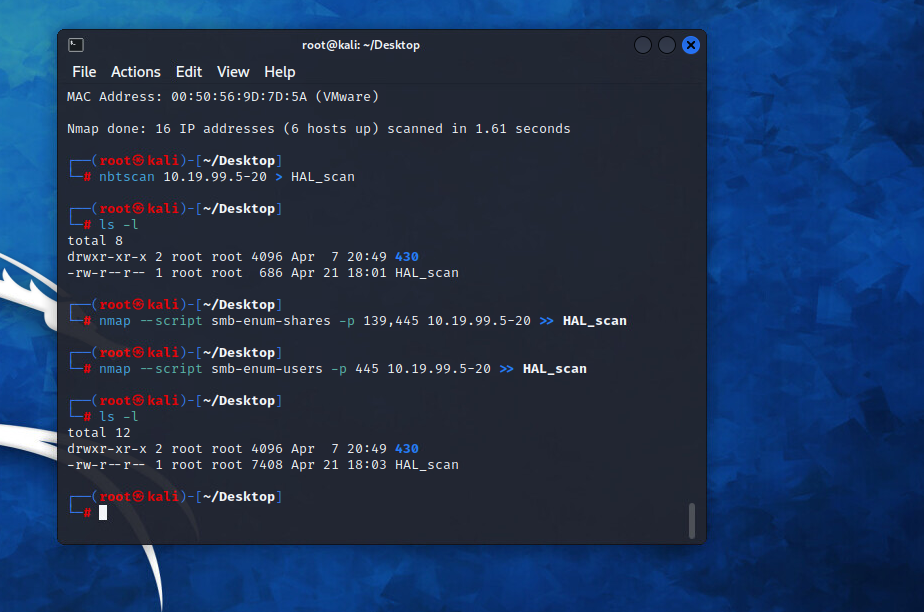 root@kali: ~/Desktop
File Actions Edit View Help
MAC Address: 00:50:56:9D:7D:5A (VMware)
Nmap done: 16 IP addresses (6 hosts up) scanned in 1.61 seconds
┌──(root㉿kali)-[~/Desktop]
└─# nbtscan 10.19.99.5-20 > HAL_scan
┌──(root㉿kali)-[~/Desktop]
└─# ls -l
total 8
drwxr-xr-x 2 root root 4096 Apr  7 20:49 430
-rw-r--r-- 1 root root  686 Apr 21 18:01 HAL_scan
┌──(root㉿kali)-[~/Desktop]
└─# nmap --script smb-enum-shares -p 139,445 10.19.99.5-20 >> HAL_scan
┌──(root㉿kali)-[~/Desktop]
└─# nmap --script smb-enum-users -p 445 10.19.99.5-20 >> HAL_scan
┌──(root㉿kali)-[~/Desktop]
└─# ls -l
total 12
drwxr-xr-x 2 root root 4096 Apr  7 20:49 430
-rw-r--r-- 1 root root 7408 Apr 21 18:03 HAL_scan
┌──(root㉿kali)-[~/Desktop]
└─#